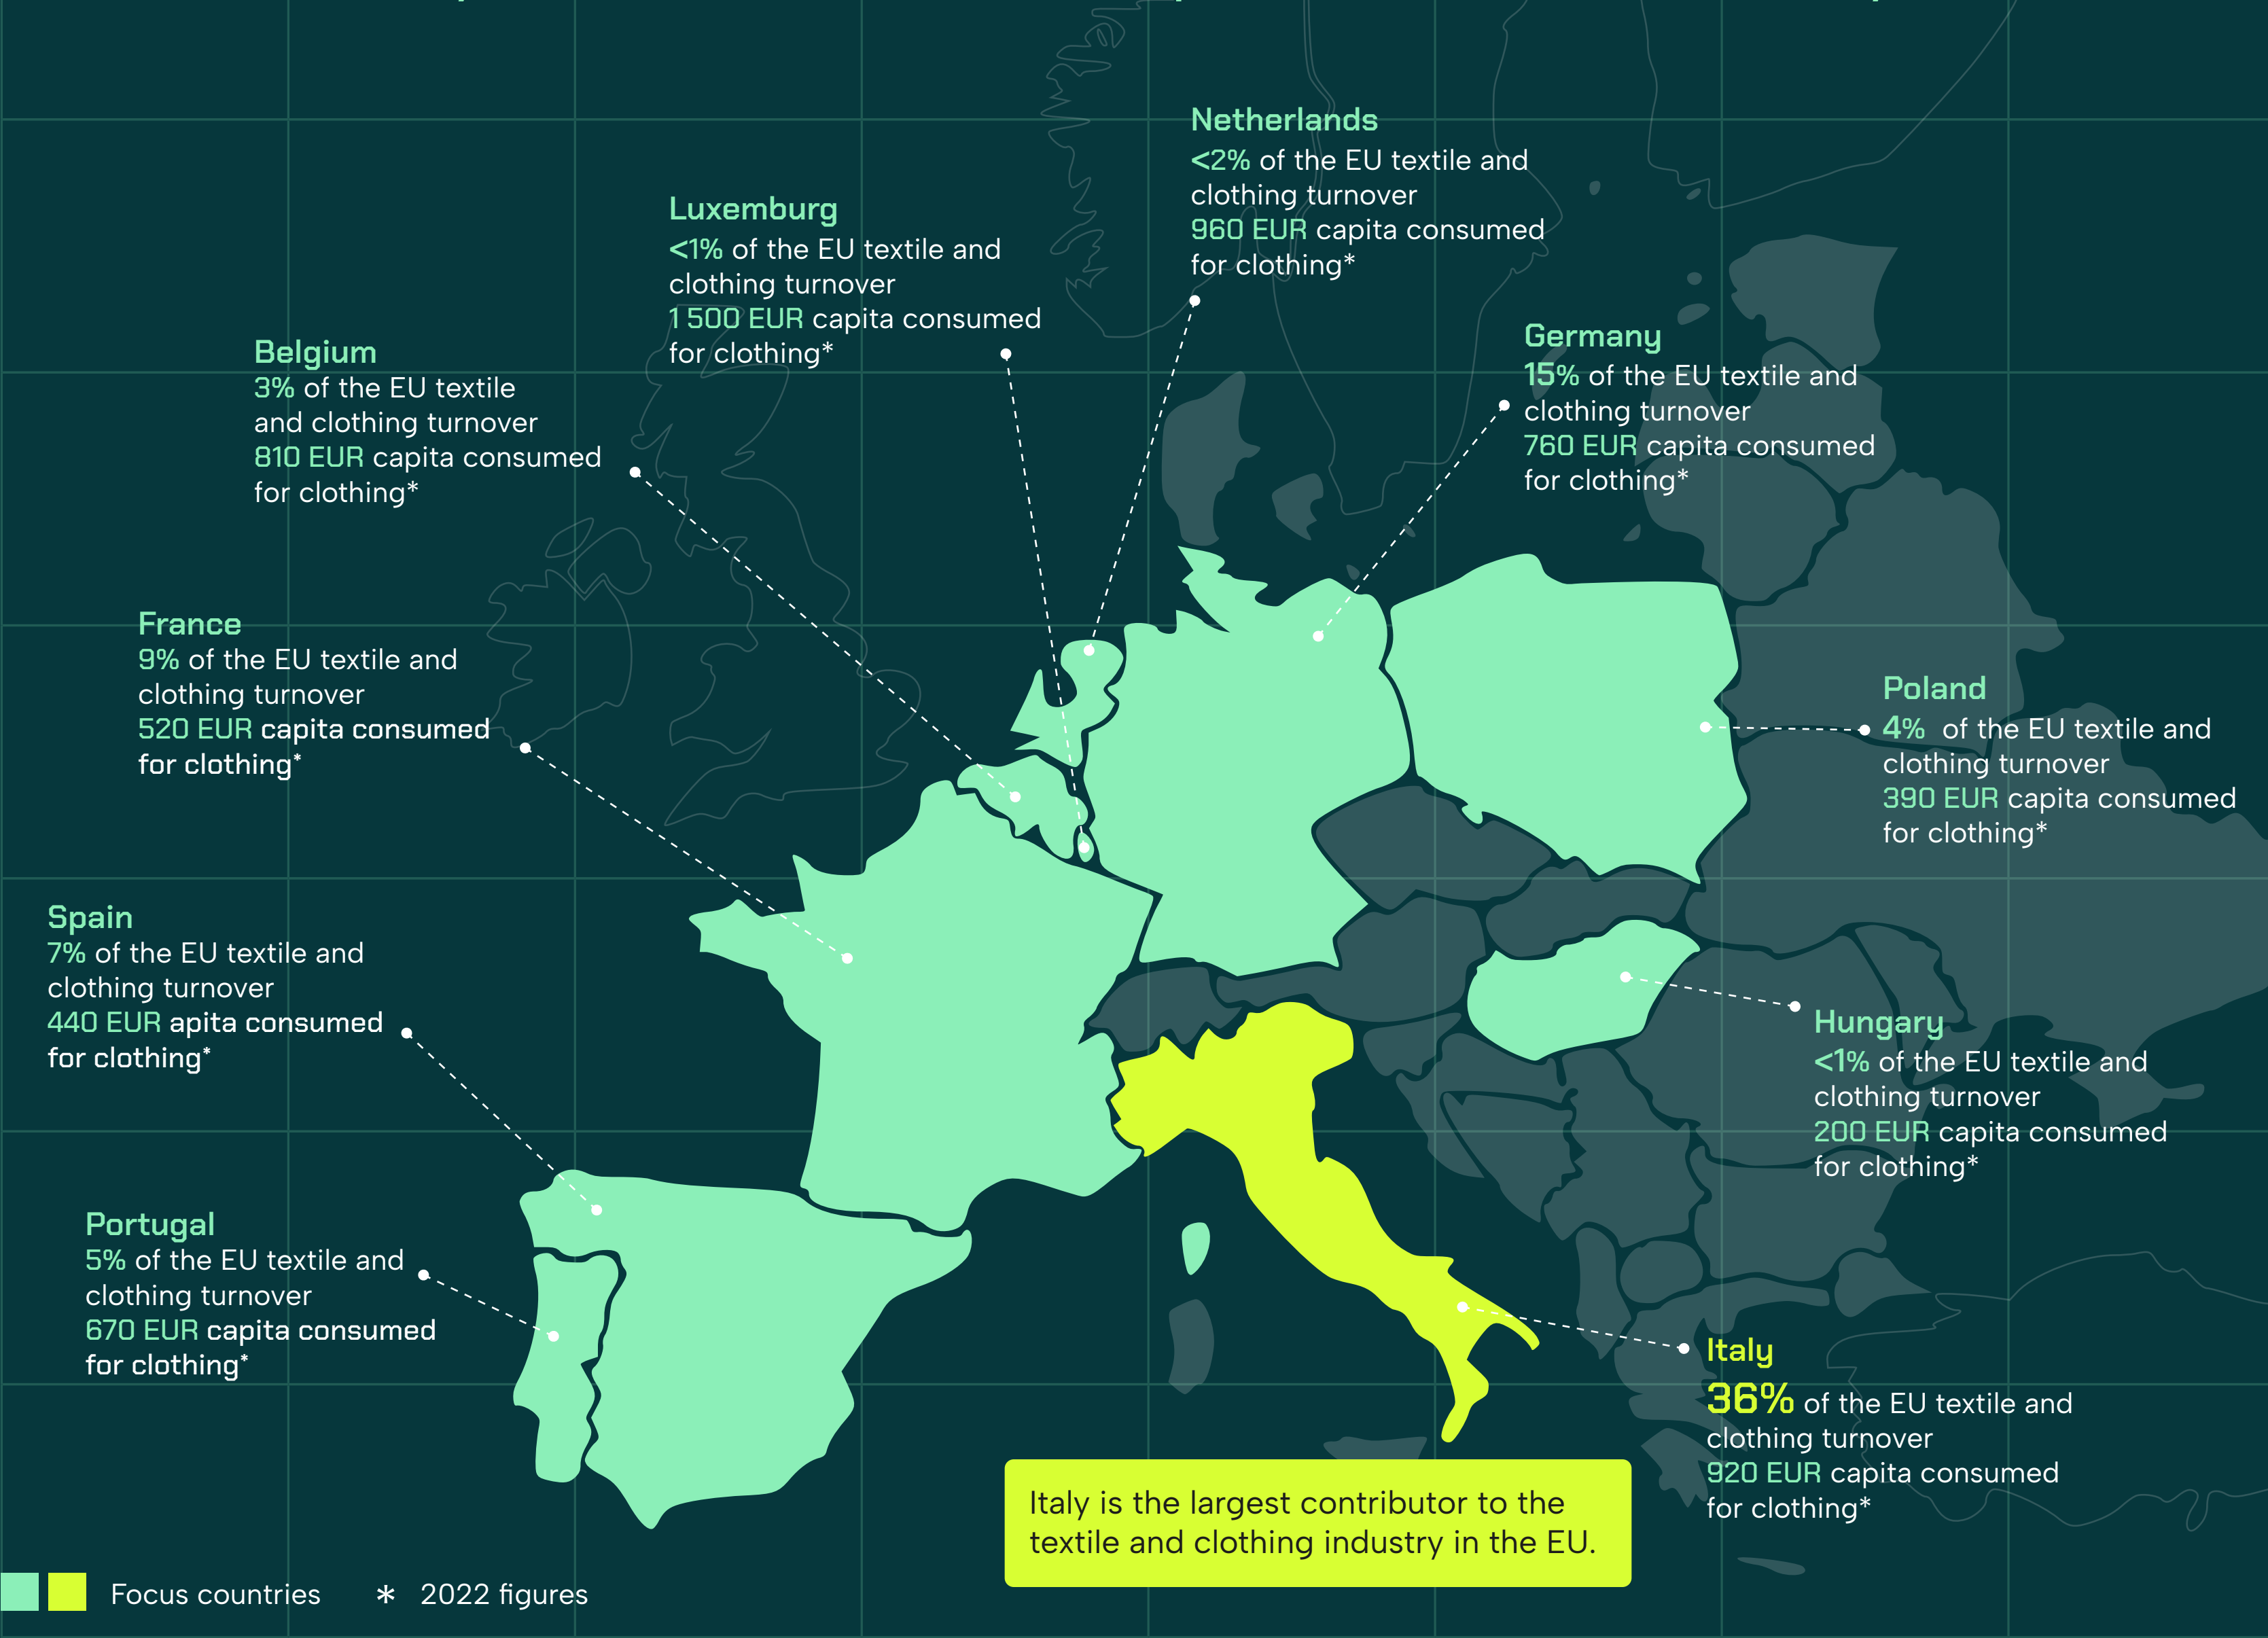 Netherlands
<2% of the EU textile and
clothing turnover
960 EUR capita consumed
for clothing*
Luxemburg
<1% of the EU textile and
clothing turnover
1 500 EUR capita consumed
for clothing*
Germany
15% of the EU textile and
clothing turnover
760 EUR capita consumed
for clothing*
Belgium
3% of the EU textile
and clothing turnover
810 EUR capita consumed
for clothing*
France
9% of the EU textile and
clothing turnover
520 EUR capita consumed
for clothing*
Poland
4% of the EU textile and
clothing turnover
390 EUR capita consumed
for clothing*
Spain
7% of the EU textile and
clothing turnover
440 EUR apita consumed
for clothing*
Hungary
<1% of the EU textile and
clothing turnover
200 EUR capita consumed
for clothing*
Portugal
5% of the EU textile and
clothing turnover
670 EUR capita consumed
for clothing*
Italy
36% of the EU textile and
clothing turnover
920 EUR capita consumed
for clothing*
Italy is the largest contributor to the
textile and clothing industry in the EU.
Focus countries * 2022 figures